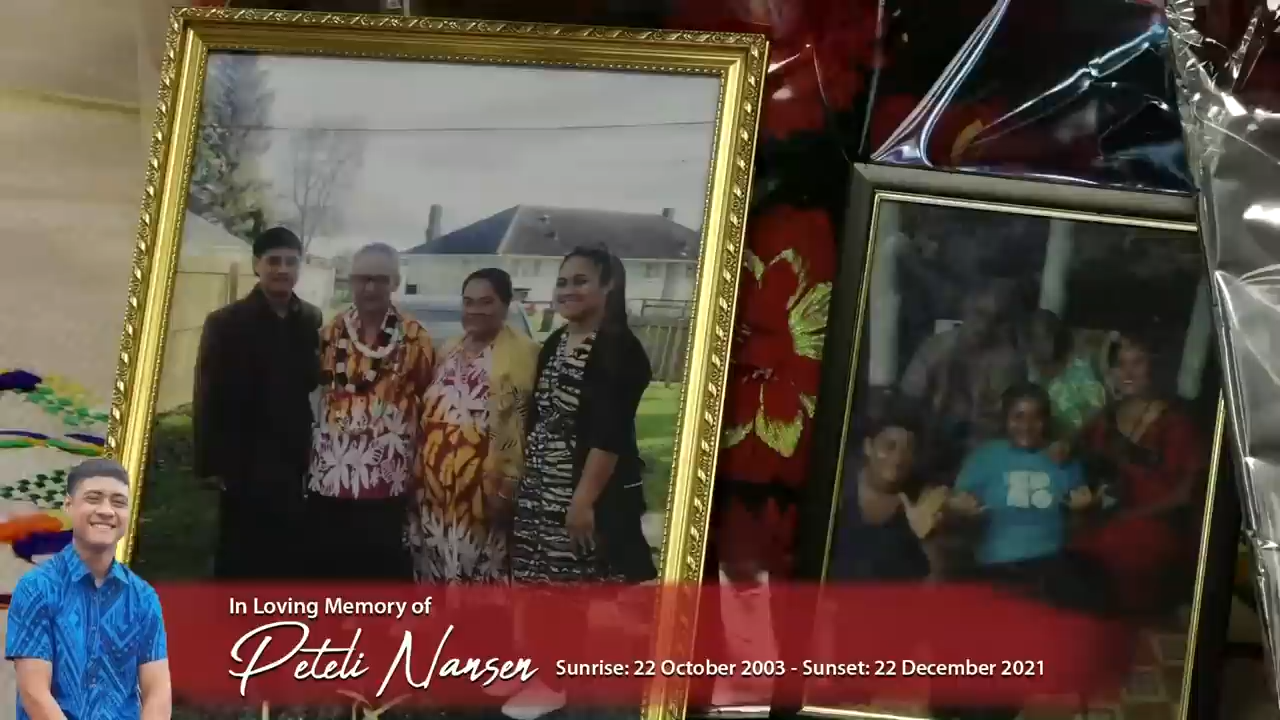 In Loving Memory of
Peteli Nansen
Sunrise: 22 October 2003 - Sunset: 22 December 2021